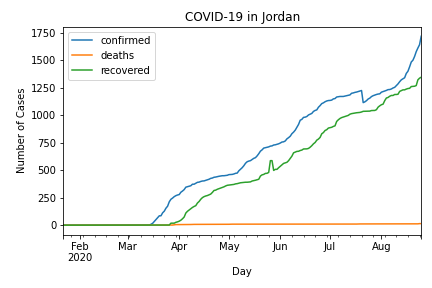 COVID-19 in Jordan
confirmed
deaths
recovered
Number of Cases
1750
1500
1250
1000
750
500
250
0
Feb Mar Apr May Jun Jul Aug
2020
Day